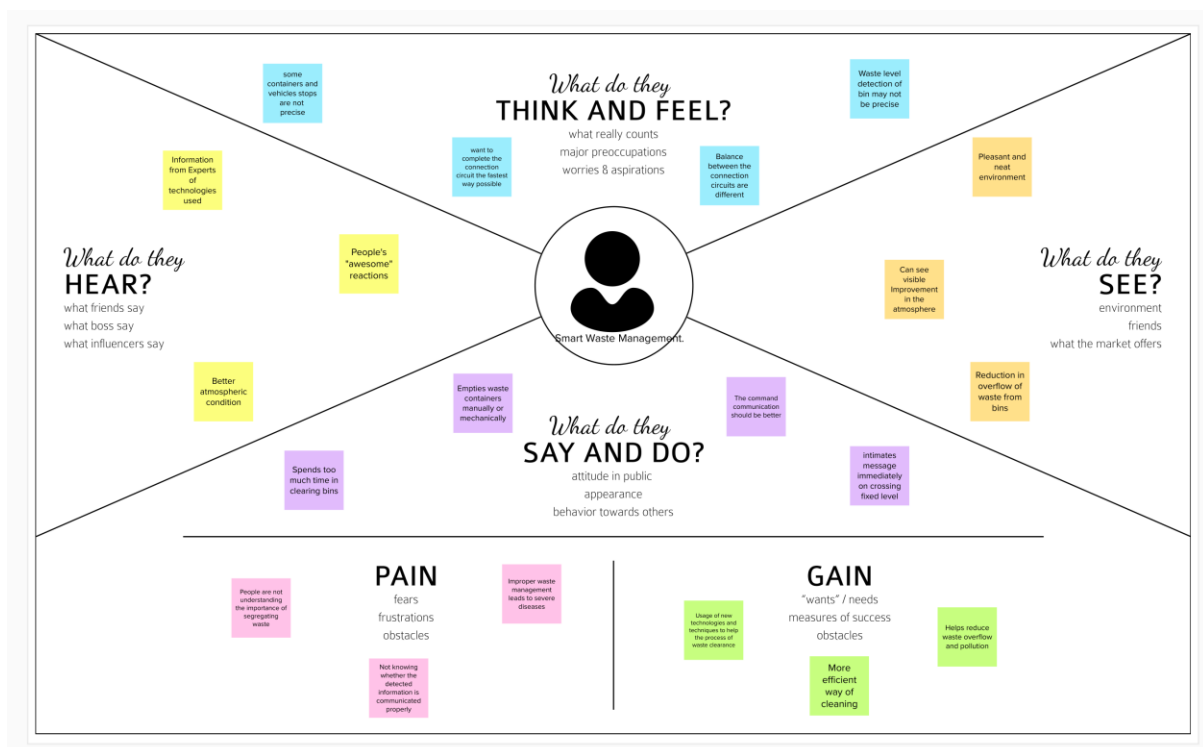 What do they
THINK AND FEEL?
what really counts
major preoccupations
worries & aspirations
some
containers and
vehicles stops
are not
precise
want to
complete the
connection
circuit the fastest
way possible
Balance
between the
connection
circuits are
different
Waste level
detection of
bin may not
be precise
What do they
HEAR?
what friends say
what boss say
what influencers say
Information
from Experts
of
technologies
used
People's
"awesome"
reactions
Better
atmospheric
condition
Smart Waste Management.
What do they
SEE?
environment
friends
what the market offers
Pleasant and
neat
environment
Can see
visible
Improvement
in the
atmosphere
Reduction in
overflow of
waste from
bins
What do they
SAY AND DO?
attitude in public
appearance
behavior towards others
Empties waste
containers
manually or
mechanically
Spends too
much time in
clearing bins
The command
communication
should be better
intimates
message
immediately
on crossing
fixed level
PAIN
fears
frustrations
obstacles
People are not
understanding
the importance of
segregating
waste
Improper waste
management
leads to severe
diseases
Not knowing
whether the
detected
information is
communicated
properly
GAIN
"wants" / needs
measures of success
obstacles
Usage of new
technologies and
techniques to help
the process of
waste clearance
More
efficient
way of
cleaning
Helps reduce
waste overflow
and pollution